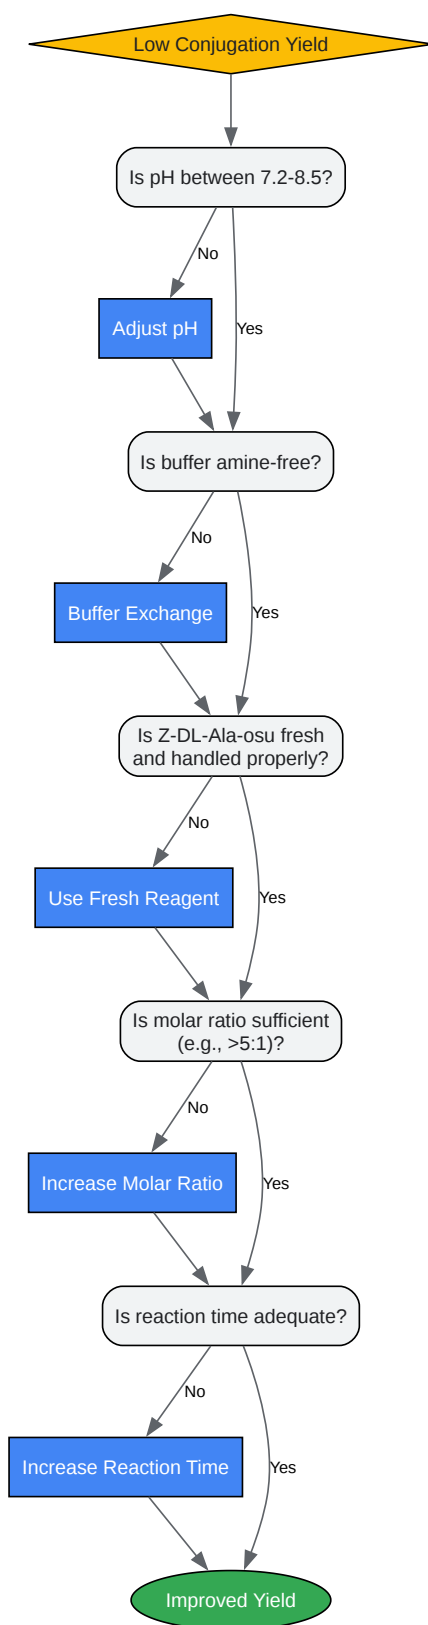 Low Conjugation Yield
Is pH between 7.2-8.5?
No
Adjust pH
Yes
Is buffer amine-free?
No
Buffer Exchange
Yes
Is Z-DL-Ala-osu fresh
and handled properly?
No
Use Fresh Reagent
Yes
Is molar ratio sufficient
(e.g., >5:1)?
No
Increase Molar Ratio
Yes
Is reaction time adequate?
No
Increase Reaction Time
Yes
Improved Yield